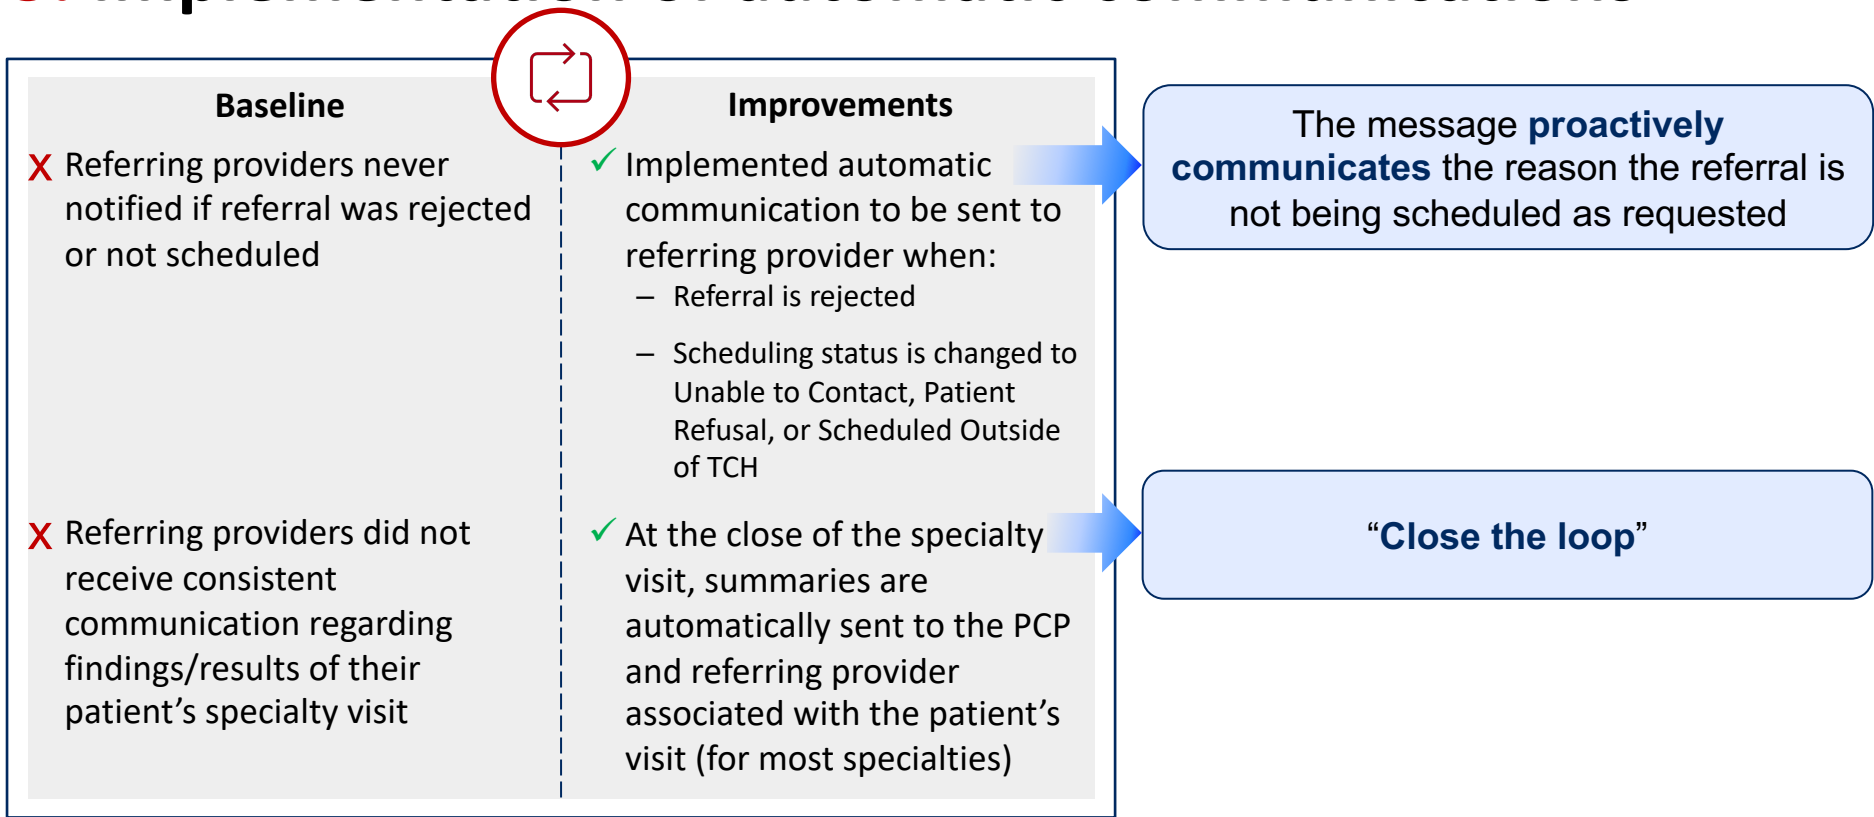 Implementation of automatic communications
Baseline
X Referring providers never
notified if referral was rejected
or not scheduled
X Referring providers did not
receive consistent
communication regarding
findings/results of their
patient’s specialty visit
Improvements
✓ Implemented automatic
communication to be sent to
referring provider when:
– Referral is rejected
– Scheduling status is changed to
Unable to Contact, Patient
Refusal, or Scheduled Outside
of TCH
✓ At the close of the specialty
visit, summaries are
automatically sent to the PCP
and referring provider
associated with the patient’s
visit (for most specialties)
The message proactively
communicates the reason the referral is
not being scheduled as requested
“Close the loop”